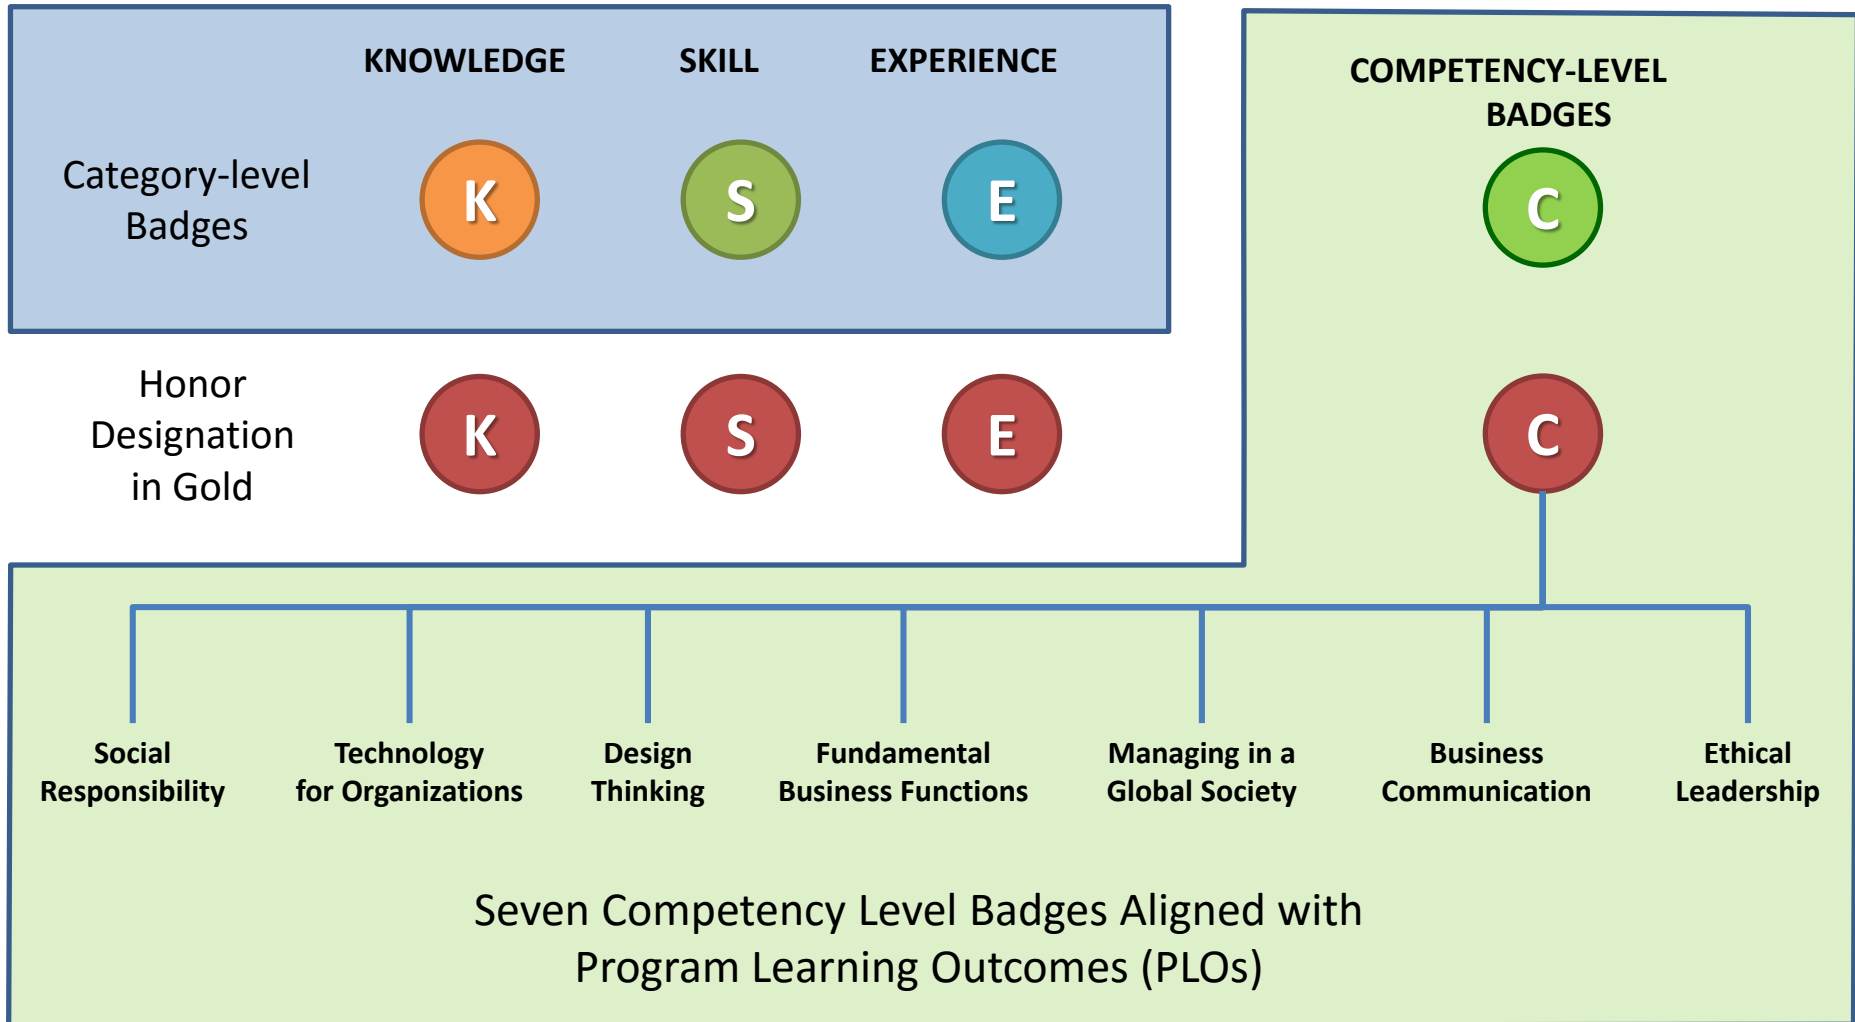 KNOWLEDGE SKILL EXPERIENCE
COMPETENCY-LEVEL
BADGES
Category-level
Badges
K S E C
Honor
Designation
in Gold
K S E C
Social
Responsibility
Technology
for Organizations
Design
Thinking
Fundamental
Business Functions
Managing in a
Global Society
Business
Communication
Ethical
Leadership
Seven Competency Level Badges Aligned with
Program Learning Outcomes (PLOs)